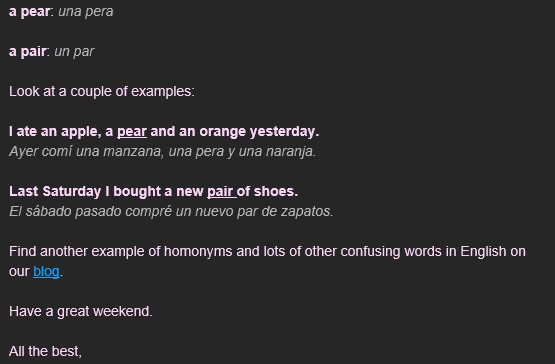 a pear: una pera
a pair: un par
Look at a couple of examples:
I ate an apple, a pear and an orange yesterday.
Ayer comí una manzana, una pera y una naranja.
Last Saturday I bought a new pair of shoes.
El sábado pasado compré un nuevo par de zapatos.
Find another example of homonyms and lots of other confusing words in English on
our blog.
Have a great weekend.
All the best,